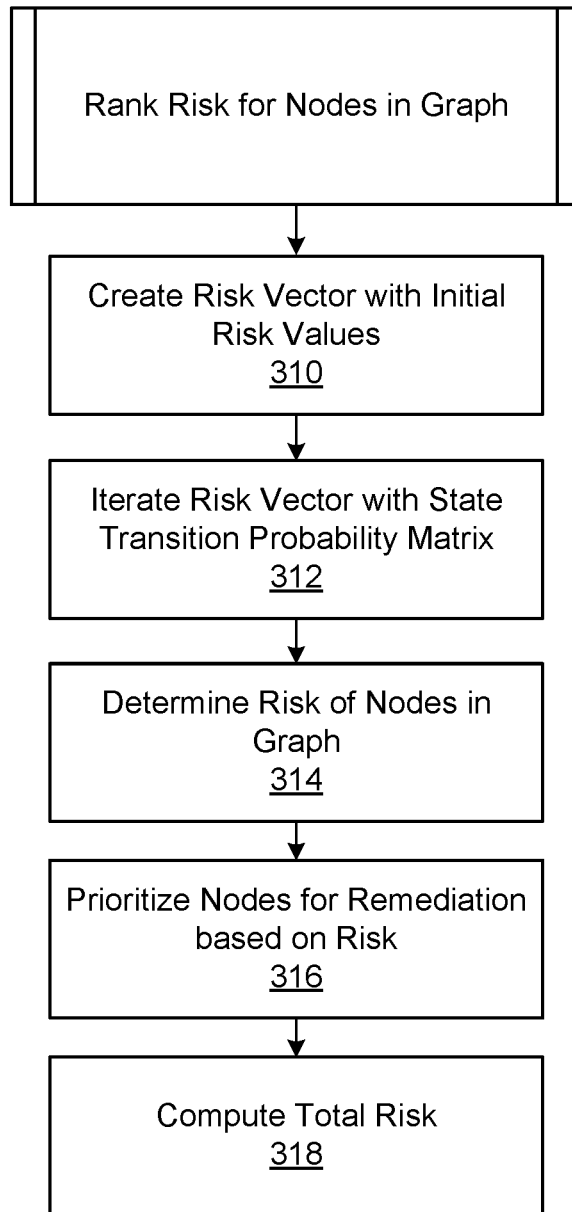 Rank Risk for Nodes in Graph
Create Risk Vector with Initial
Risk Values
310
Iterate Risk Vector with State
Transition Probability Matrix
312
Determine Risk of Nodes in
Graph
314
Prioritize Nodes for Remediation
based on Risk
316
Compute Total Risk
318